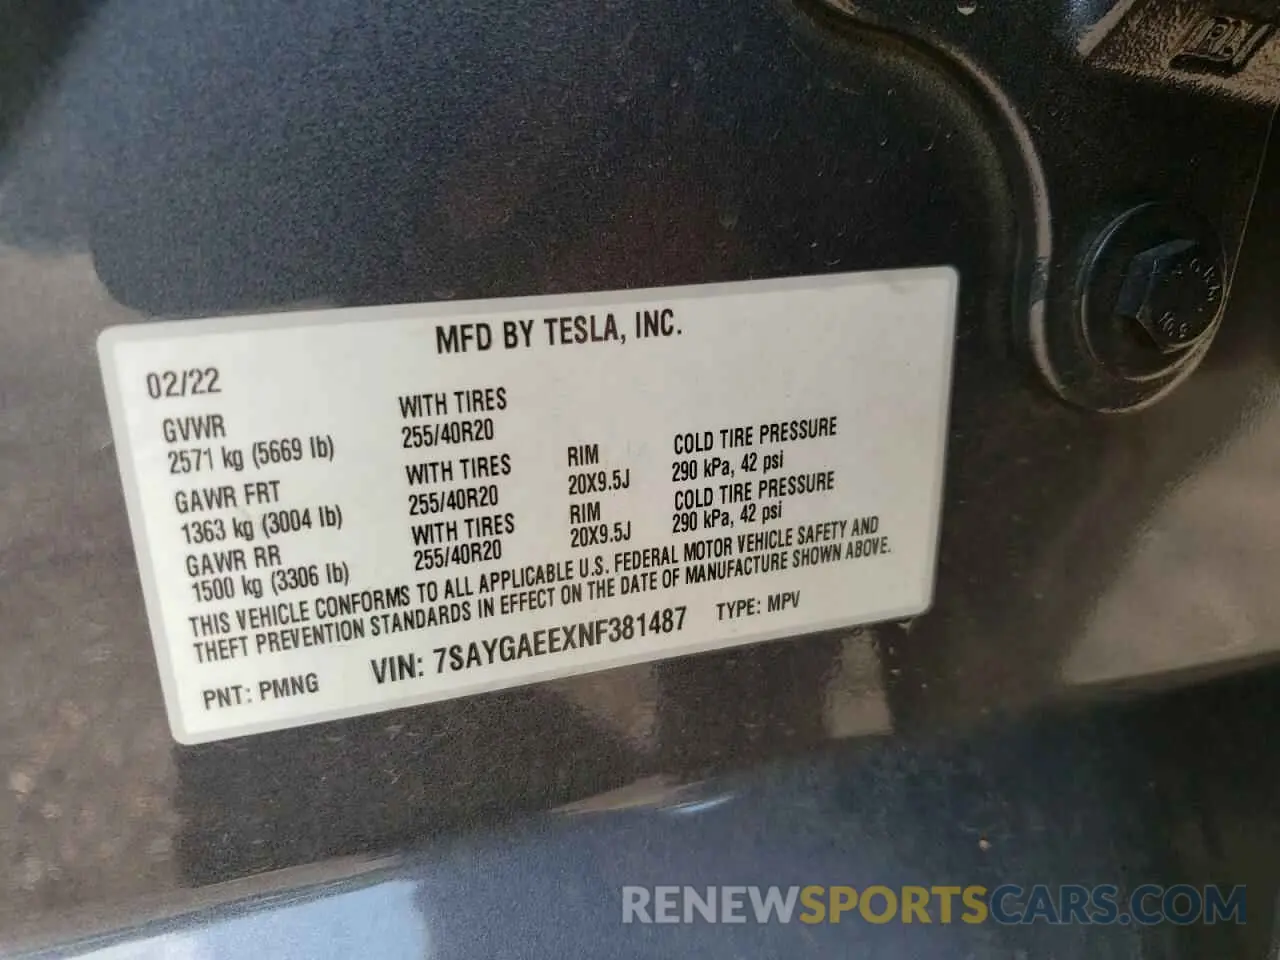 MFD BY TESLA, INC.
02/22
GVWR
2571 kg (5669 lb)
WITH TIRES
255/40R20
GAWR FRT
1363 kg (3004 lb)
WITH TIRES
255/40R20
RIM
20X9.5J
COLD TIRE PRESSURE
290 kPa, 42 psi
GAWR RR
1500 kg (3306 lb)
WITH TIRES
255/40R20
RIM
20X9.5J
COLD TIRE PRESSURE
290 kPa, 42 psi
THIS VEHICLE CONFORMS TO ALL APPLICABLE U.S. FEDERAL MOTOR VEHICLE SAFETY AND
THEFT PREVENTION STANDARDS IN EFFECT ON THE DATE OF MANUFACTURE SHOWN ABOVE.
PNT: PMNG
VIN: 7SAYGAEEXNF381487
TYPE: MPV
RENEWSPORTSCARS.COM